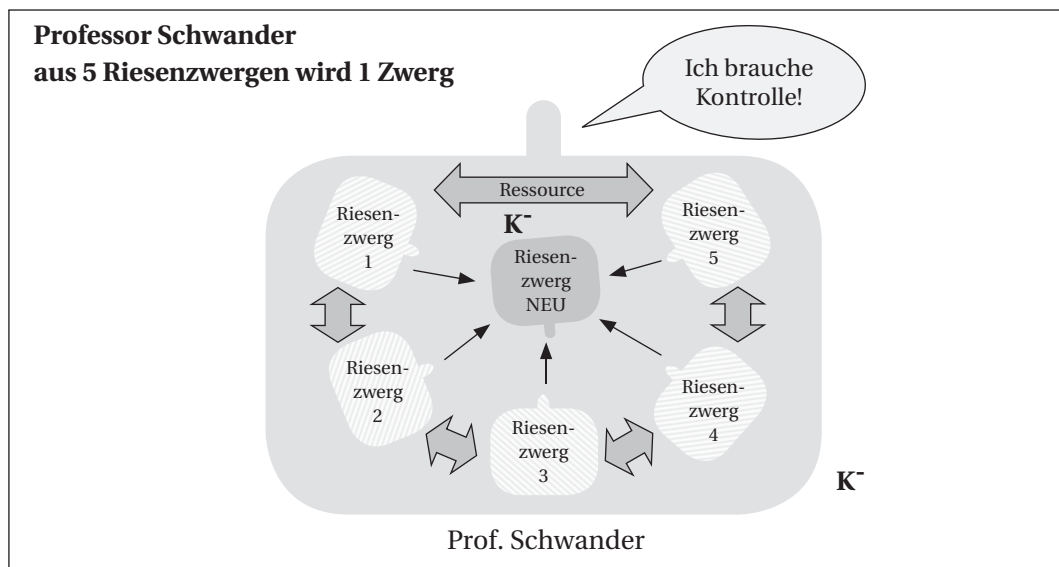 Professor Schwander
aus 5 Riesenzwergen wird 1 Zwerg
Ich brauche
Kontrolle!
Ressource
K-
Riesen-
zwerg
1
Riesen-
zwerg
5
Riesen-
zwerg
NEU
Riesen-
zwerg
2
Riesen-
zwerg
4
Riesen-
zwerg
3
K-
Prof. Schwander